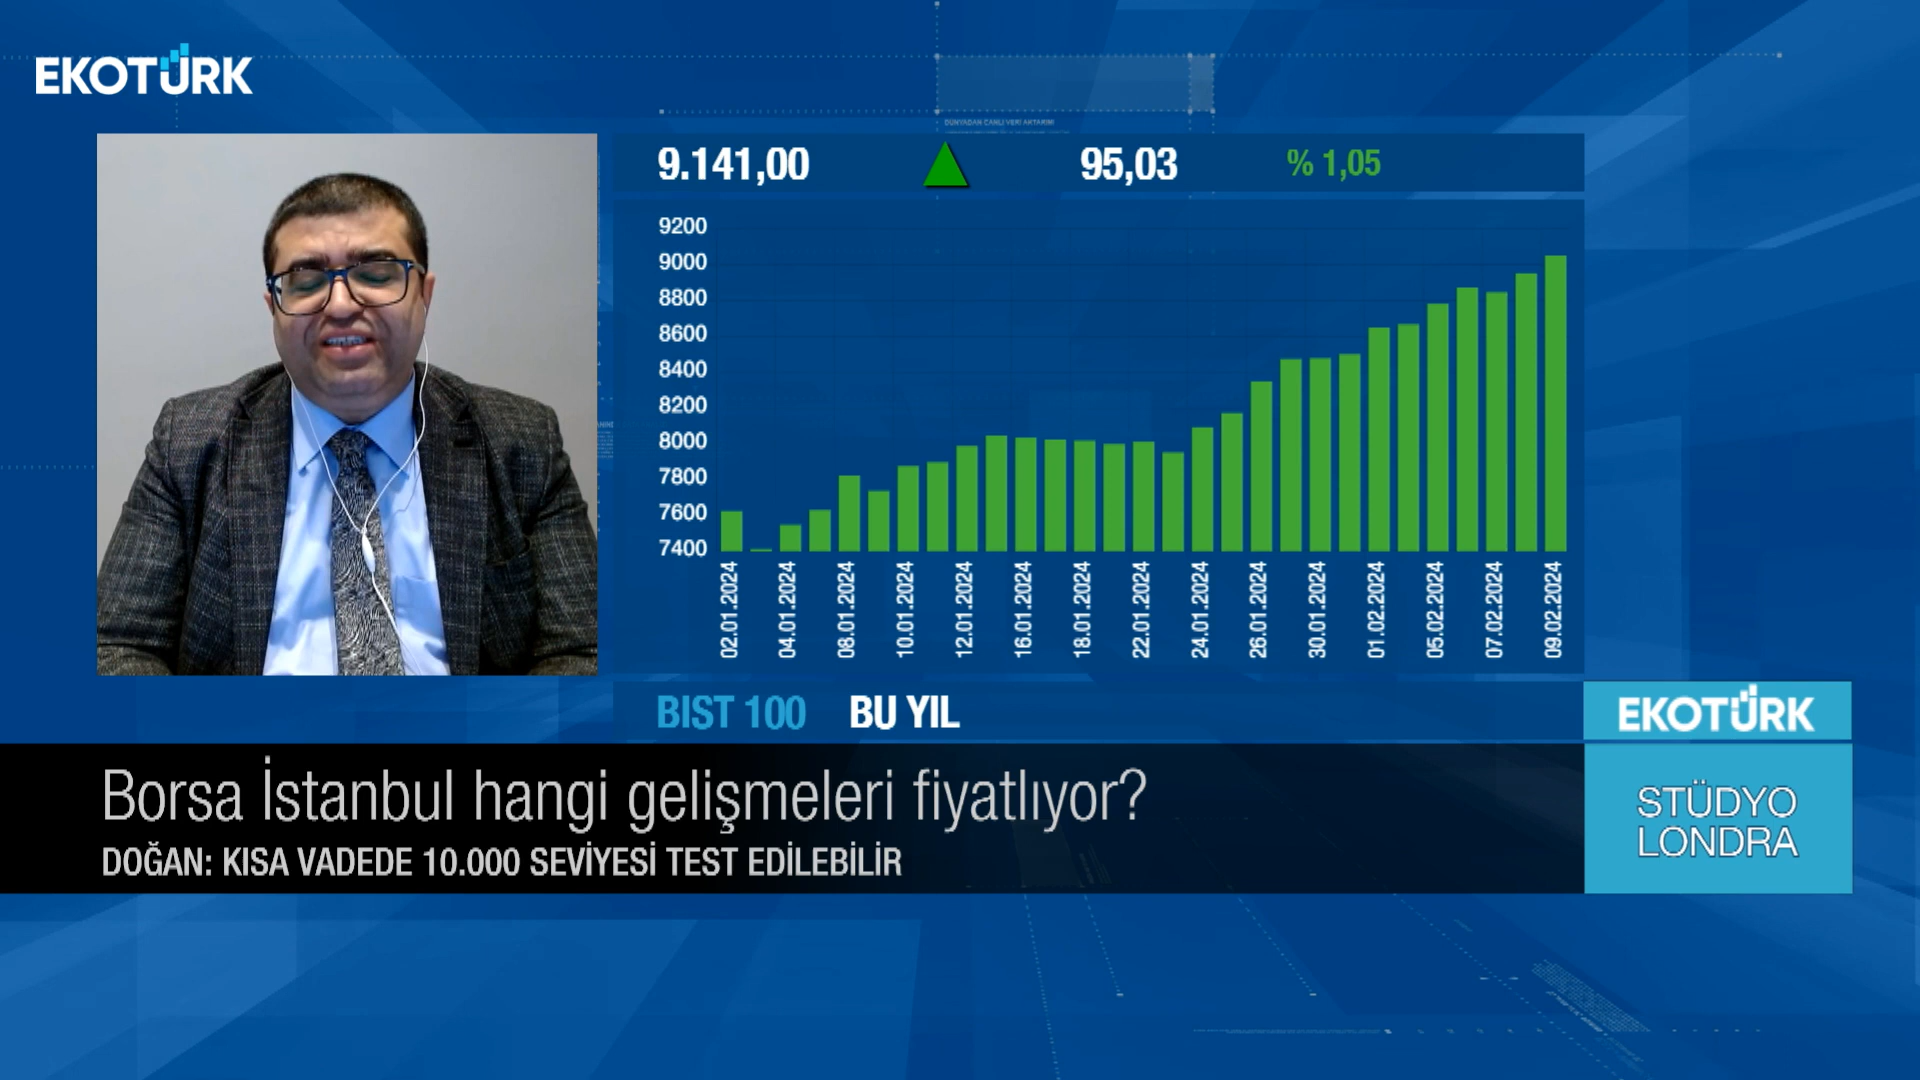 EKOTÜRK
DÜNYADAN CANLI VERİ AKTARIMI
9.141,00 95,03 % 1,05
9200
9000
8800
8600
8400
8200
8000
7800
7600
7400
02.01.2024
04.01.2024
08.01.2024
10.01.2024
12.01.2024
16.01.2024
18.01.2024
22.01.2024
24.01.2024
26.01.2024
30.01.2024
01.02.2024
05.02.2024
07.02.2024
09.02.2024
BIST 100 BU YIL
EKOTÜRK
Borsa İstanbul hangi gelişmeleri fiyatlıyor?
DOĞAN: KISA VADEDE 10.000 SEVİYESİ TEST EDİLEBİLİR
STÜDYO
LONDRA